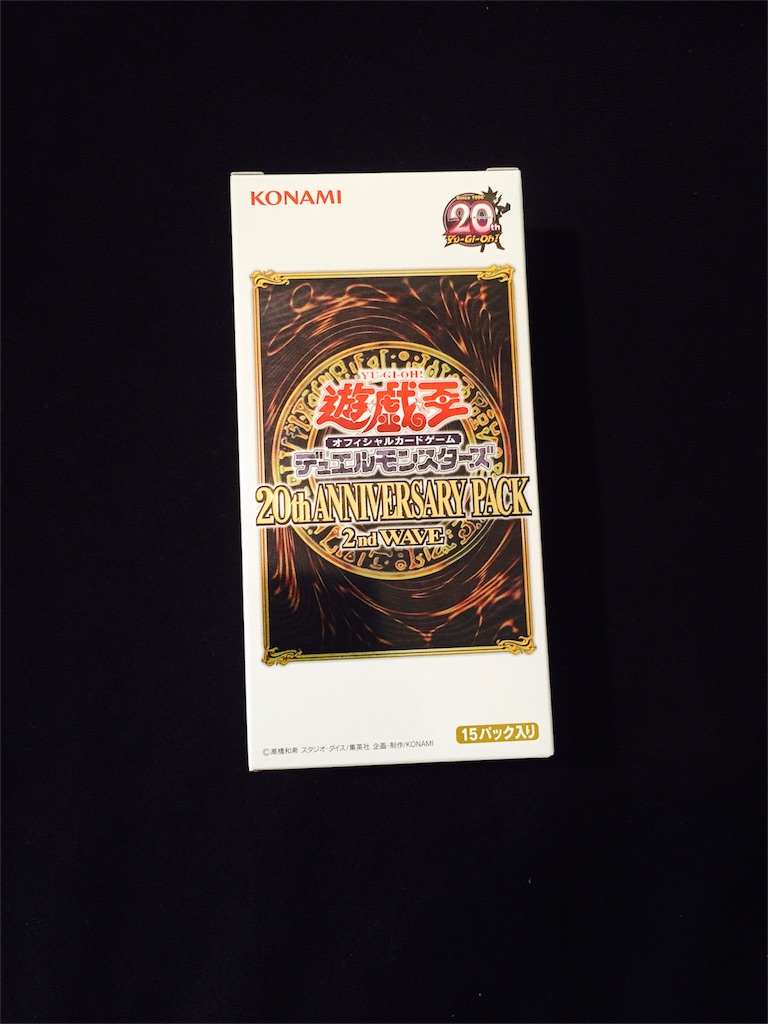 KONAMI
Since 1996
20th
Yu-Gi-Oh!
YU-GI-OH!
遊戯王
オフィシャルカードゲーム
デュエルモンスターズ
20th ANNIVERSARY PACK
2nd WAVE
15パック入り
©高橋和希 スタジオ・ダイス/集英社 企画・制作/KONAMI